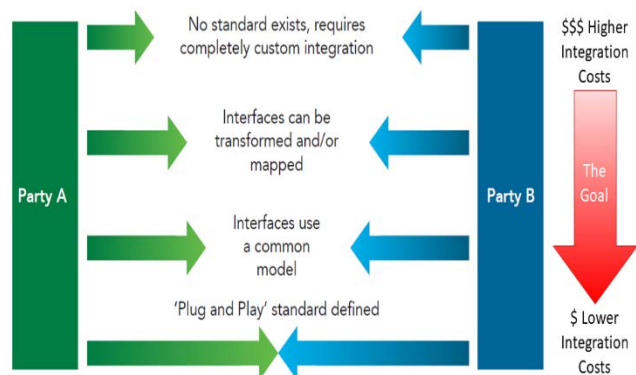 No standard exists, requires
completely custom integration
$$$ Higher
Integration
Costs
Interfaces can be
transformed and/or
mapped
Party A
Party B
The
Goal
Interfaces use
a common
model
'Plug and Play' standard defined
$ Lower
Integration
Costs